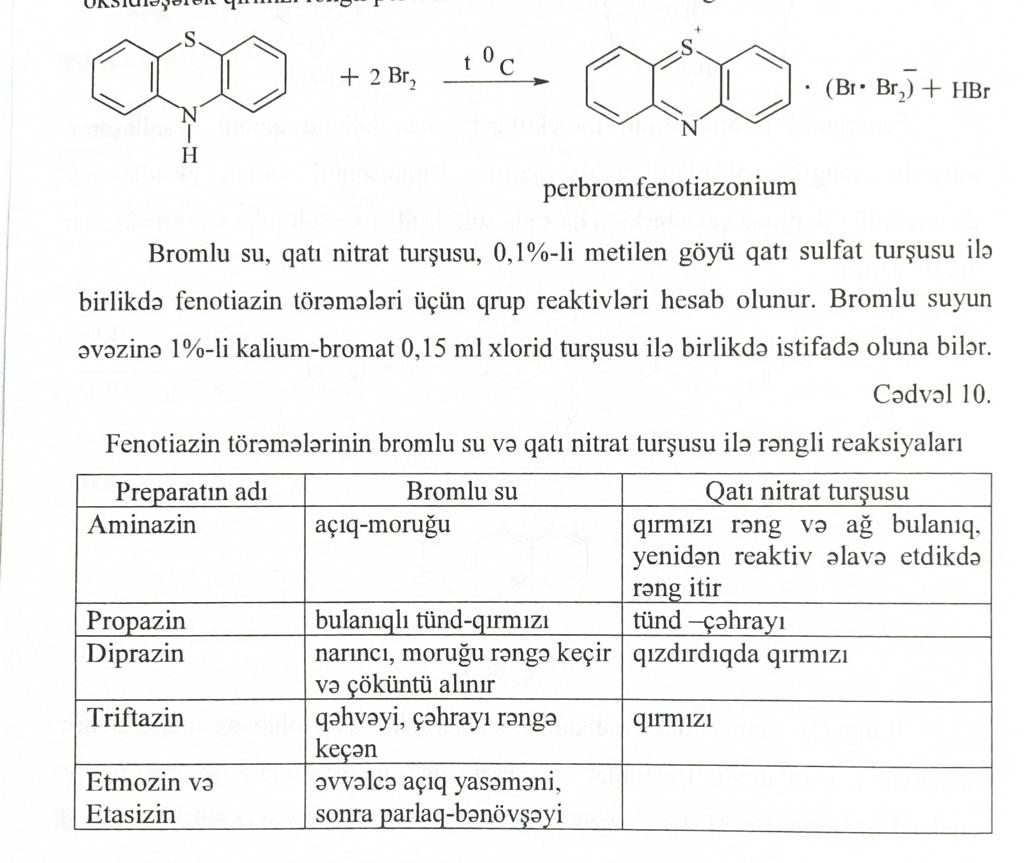 S
N
H
+ 2 Br₂
t ⁰C
S⁺
N
· (Br· Br₂)⁻ + HBr
perbromfenotiazonium
Bromlu su, qatı nitrat turşusu, 0,1%-li metilen göyü qatı sulfat turşusu ilə
birlikdə fenotiazin törəmələri üçün qrup reaktivləri hesab olunur. Bromlu suyun
əvəzinə 1%-li kalium-bromat 0,15 ml xlorid turşusu ilə birlikdə istifadə oluna bilər.
Cədvəl 10.
Fenotiazin törəmələrinin bromlu su və qatı nitrat turşusu ilə rəngli reaksiyaları
Preparatın adı Bromlu su Qatı nitrat turşusu
Aminazin açıq-moruğu qırmızı rəng və ağ bulanıq,
yenidən reaktiv əlavə etdikdə
rəng itir
Propazin bulanıqlı tünd-qırmızı tünd –çəhrayı
Diprazin narıncı, moruğu rəngə keçir qızdırdıqda qırmızı
və çöküntü alınır
Triftazin qəhvəyi, çəhrayı rəngə qırmızı
keçən
Etmozin və əvvəlcə açıq yasəməni,
Etasizin sonra parlaq-bənövşəyi